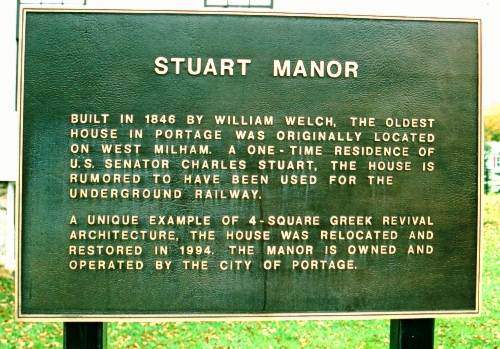 STUART MANOR
BUILT IN 1846 BY WILLIAM WELCH, THE OLDEST
HOUSE IN PORTAGE WAS ORIGINALLY LOCATED
ON WEST MILHAM. A ONE-TIME RESIDENCE OF
U.S. SENATOR CHARLES STUART, THE HOUSE IS
RUMORED TO HAVE BEEN USED FOR THE
UNDERGROUND RAILWAY.
A UNIQUE EXAMPLE OF 4-SQUARE GREEK REVIVAL
ARCHITECTURE, THE HOUSE WAS RELOCATED AND
RESTORED IN 1994. THE MANOR IS OWNED AND
OPERATED BY THE CITY OF PORTAGE.